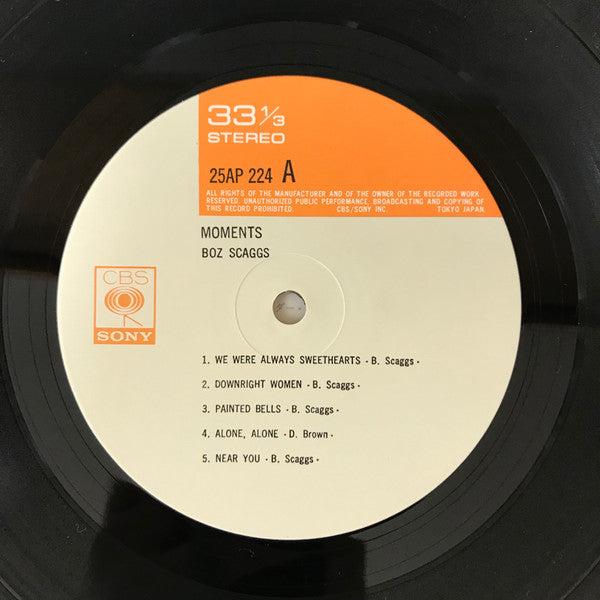 33 1/3
STEREO
25AP 224 A
ALL RIGHTS OF THE MANUFACTURER AND OF THE OWNER OF THE RECORDED WORK
RESERVED. UNAUTHORIZED PUBLIC PERFORMANCE, BROADCASTING AND COPYING OF
THIS RECORD PROHIBITED. CBS/SONY INC. TOKYO JAPAN.
MOMENTS
BOZ SCAGGS
CBS
SONY
1. WE WERE ALWAYS SWEETHEARTS · B. Scaggs ·
2. DOWNRIGHT WOMEN · B. Scaggs ·
3. PAINTED BELLS · B. Scaggs ·
4. ALONE, ALONE · D. Brown ·
5. NEAR YOU · B. Scaggs ·